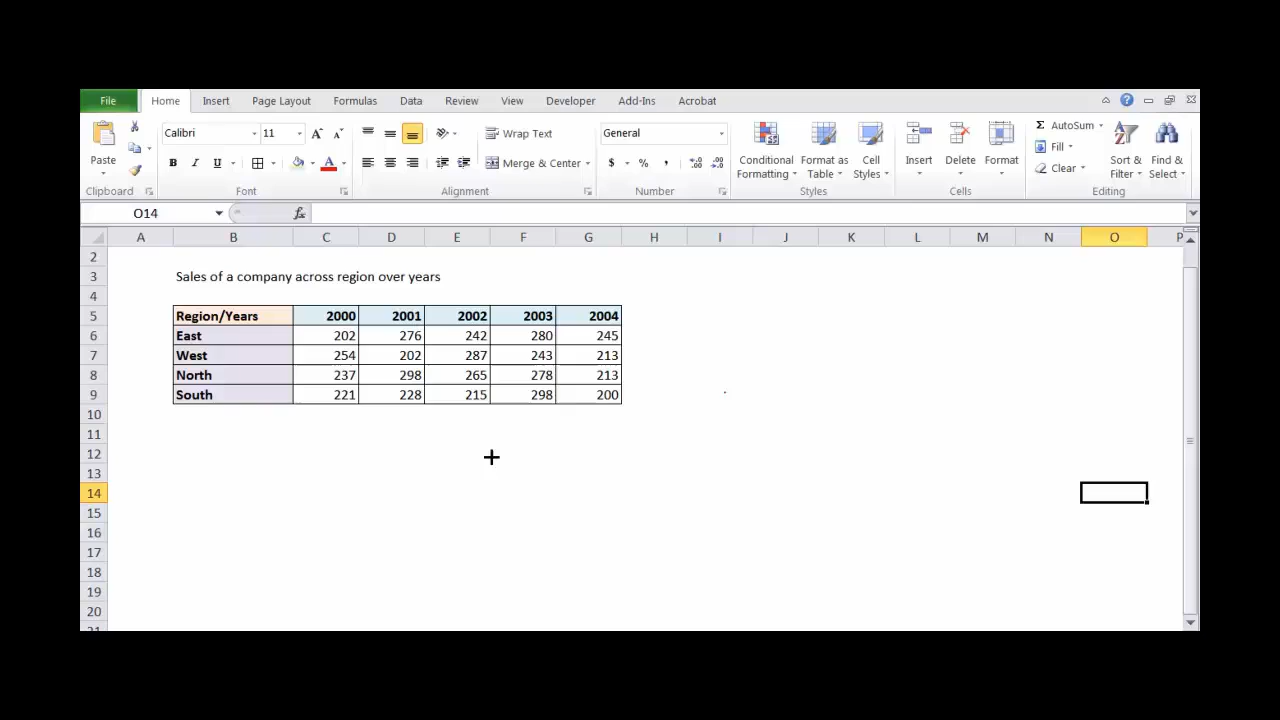 File Home Insert Page Layout Formulas Data Review View Developer Add-Ins Acrobat
Calibri 11 Wrap Text General AutoSum
Fill
Paste B I U A Merge & Center $ % , Conditional Formatting Format as Table Cell Styles Insert Delete Format Clear Sort & Filter Find & Select
Clipboard Font Alignment Number Styles Cells Editing
O14 fx
A B C D E F G H I J K L M N O P
2
3 Sales of a company across region over years
4
5 Region/Years 2000 2001 2002 2003 2004
6 East 202 276 242 280 245
7 West 254 202 287 243 213
8 North 237 298 265 278 213
9 South 221 228 215 298 200
10
11
12
13
14
15
16
17
18
19
20
21